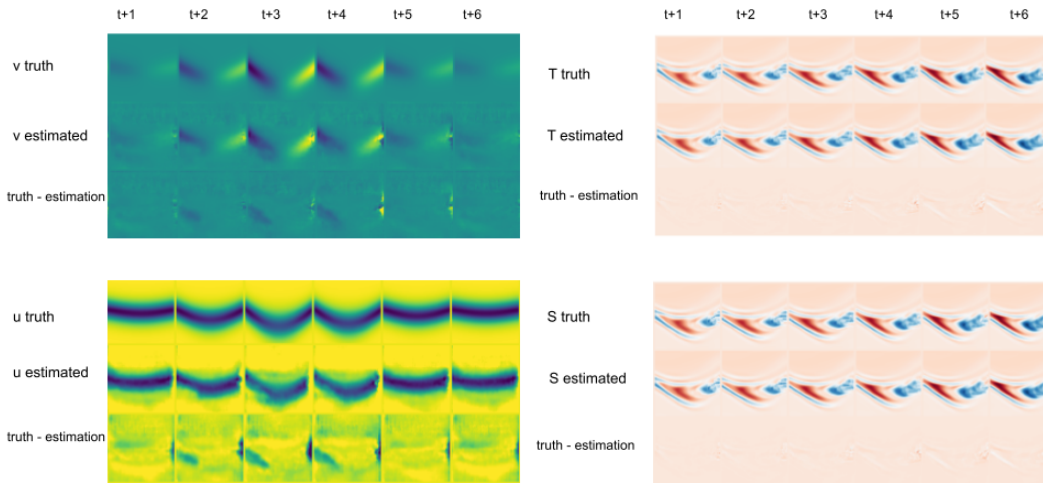 t+1 t+2 t+3 t+4 t+5 t+6
v truth
v estimated
truth - estimation
t+1 t+2 t+3 t+4 t+5 t+6
T truth
T estimated
truth - estimation
u truth
u estimated
truth - estimation
S truth
S estimated
truth - estimation